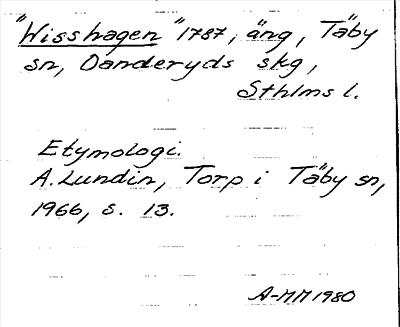 "Wisshagen" 1787, äng, Täby
sn, Danderyds skg,
Sthlms l.
Etymologi.
A. Lundin, Torp i Täby sn,
1966, s. 13.
A-MM 1980